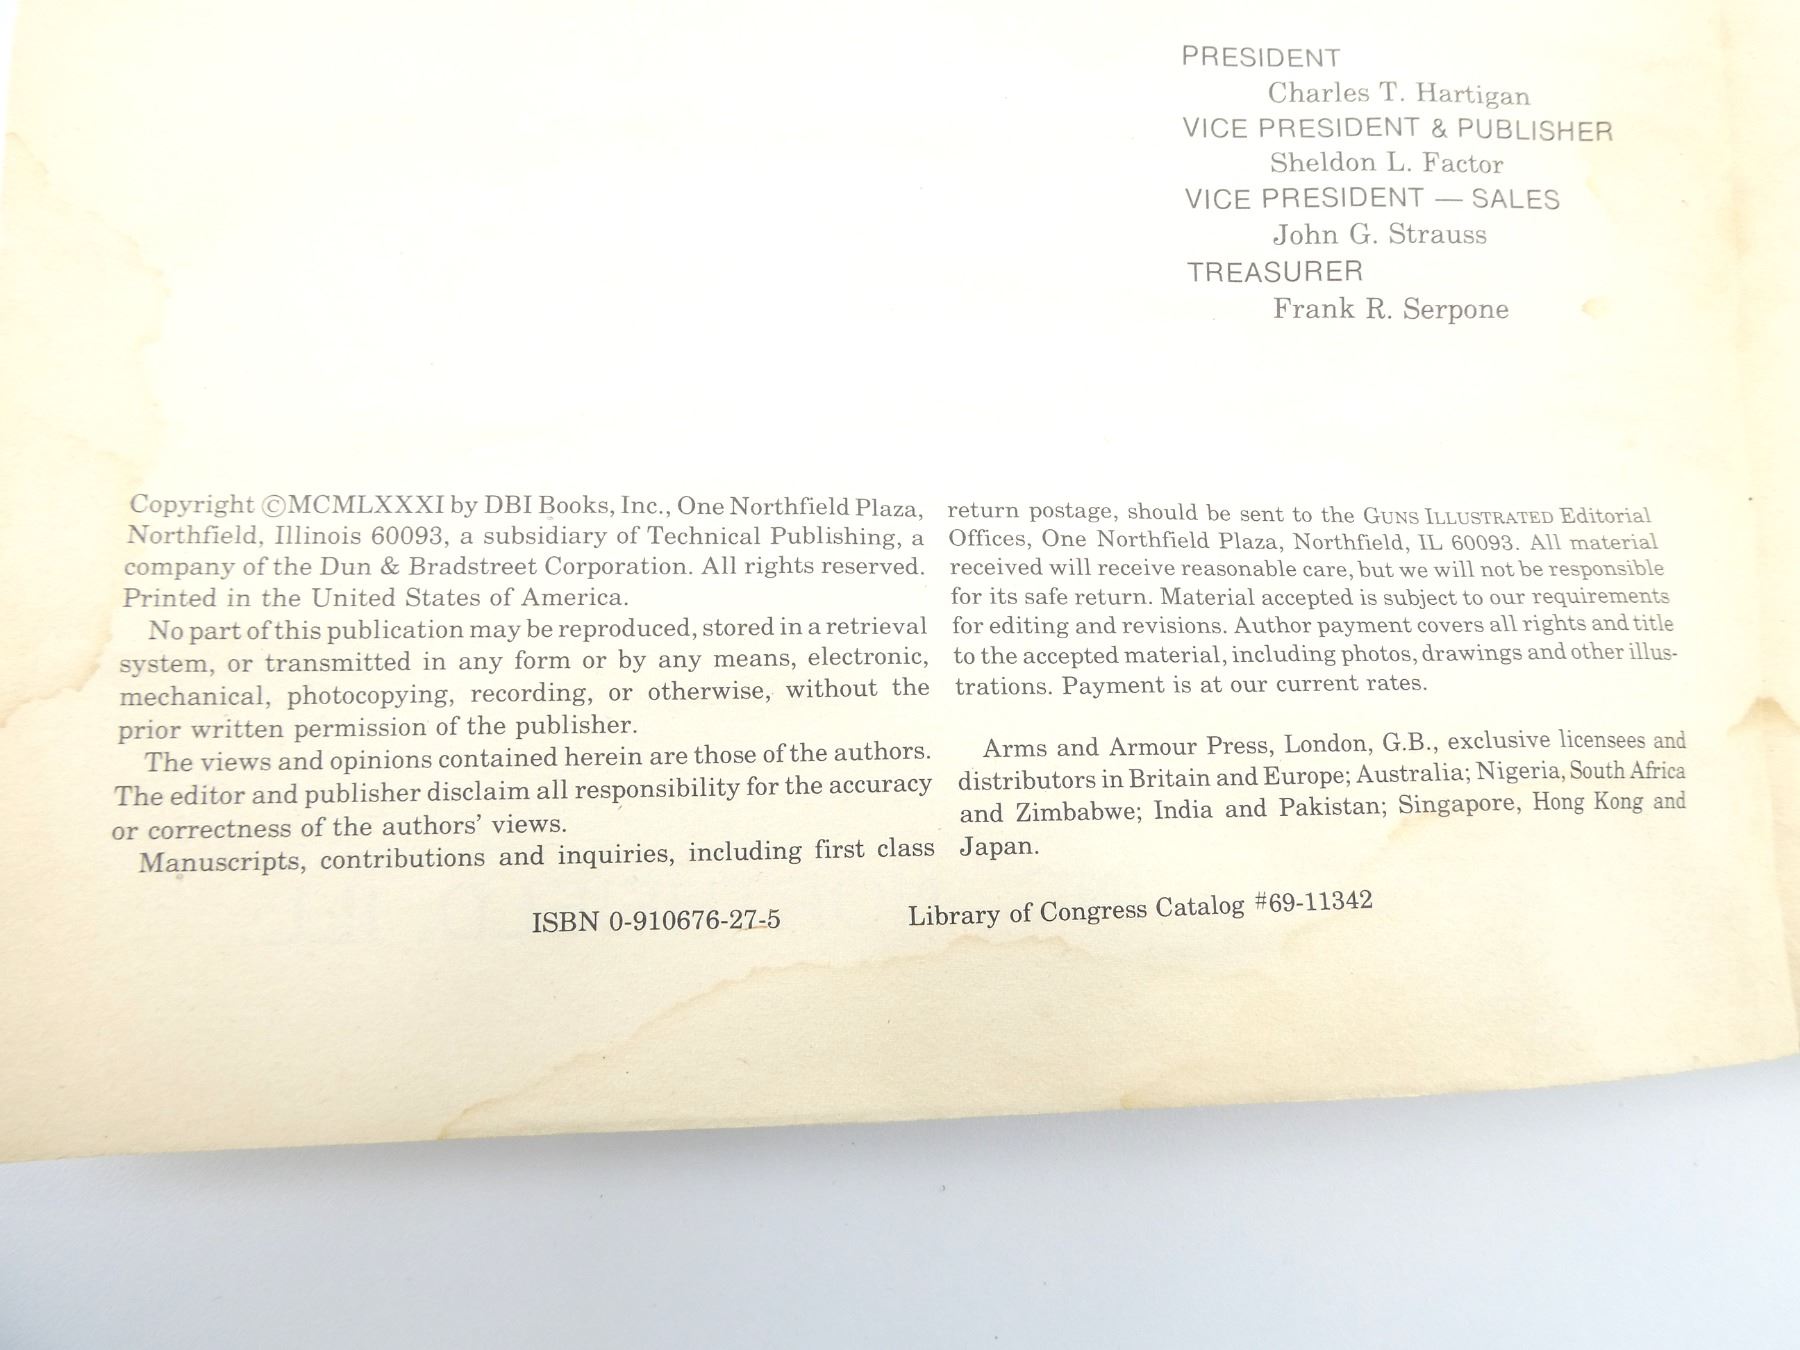 PRESIDENT
Charles T. Hartigan
VICE PRESIDENT & PUBLISHER
Sheldon L. Factor
VICE PRESIDENT — SALES
John G. Strauss
TREASURER
Frank R. Serpone
Copyright ©MCMLXXXI by DBI Books, Inc., One Northfield Plaza,
Northfield, Illinois 60093, a subsidiary of Technical Publishing, a
company of the Dun & Bradstreet Corporation. All rights reserved.
Printed in the United States of America.
No part of this publication may be reproduced, stored in a retrieval
system, or transmitted in any form or by any means, electronic,
mechanical, photocopying, recording, or otherwise, without the
prior written permission of the publisher.
The views and opinions contained herein are those of the authors.
The editor and publisher disclaim all responsibility for the accuracy
or correctness of the authors' views.
Manuscripts, contributions and inquiries, including first class
return postage, should be sent to the GUNS ILLUSTRATED Editorial
Offices, One Northfield Plaza, Northfield, IL 60093. All material
received will receive reasonable care, but we will not be responsible
for its safe return. Material accepted is subject to our requirements
for editing and revisions. Author payment covers all rights and title
to the accepted material, including photos, drawings and other illus-
trations. Payment is at our current rates.
Arms and Armour Press, London, G.B., exclusive licensees and
distributors in Britain and Europe; Australia; Nigeria, South Africa
and Zimbabwe; India and Pakistan; Singapore, Hong Kong and
Japan.
ISBN 0-910676-27-5
Library of Congress Catalog #69-11342